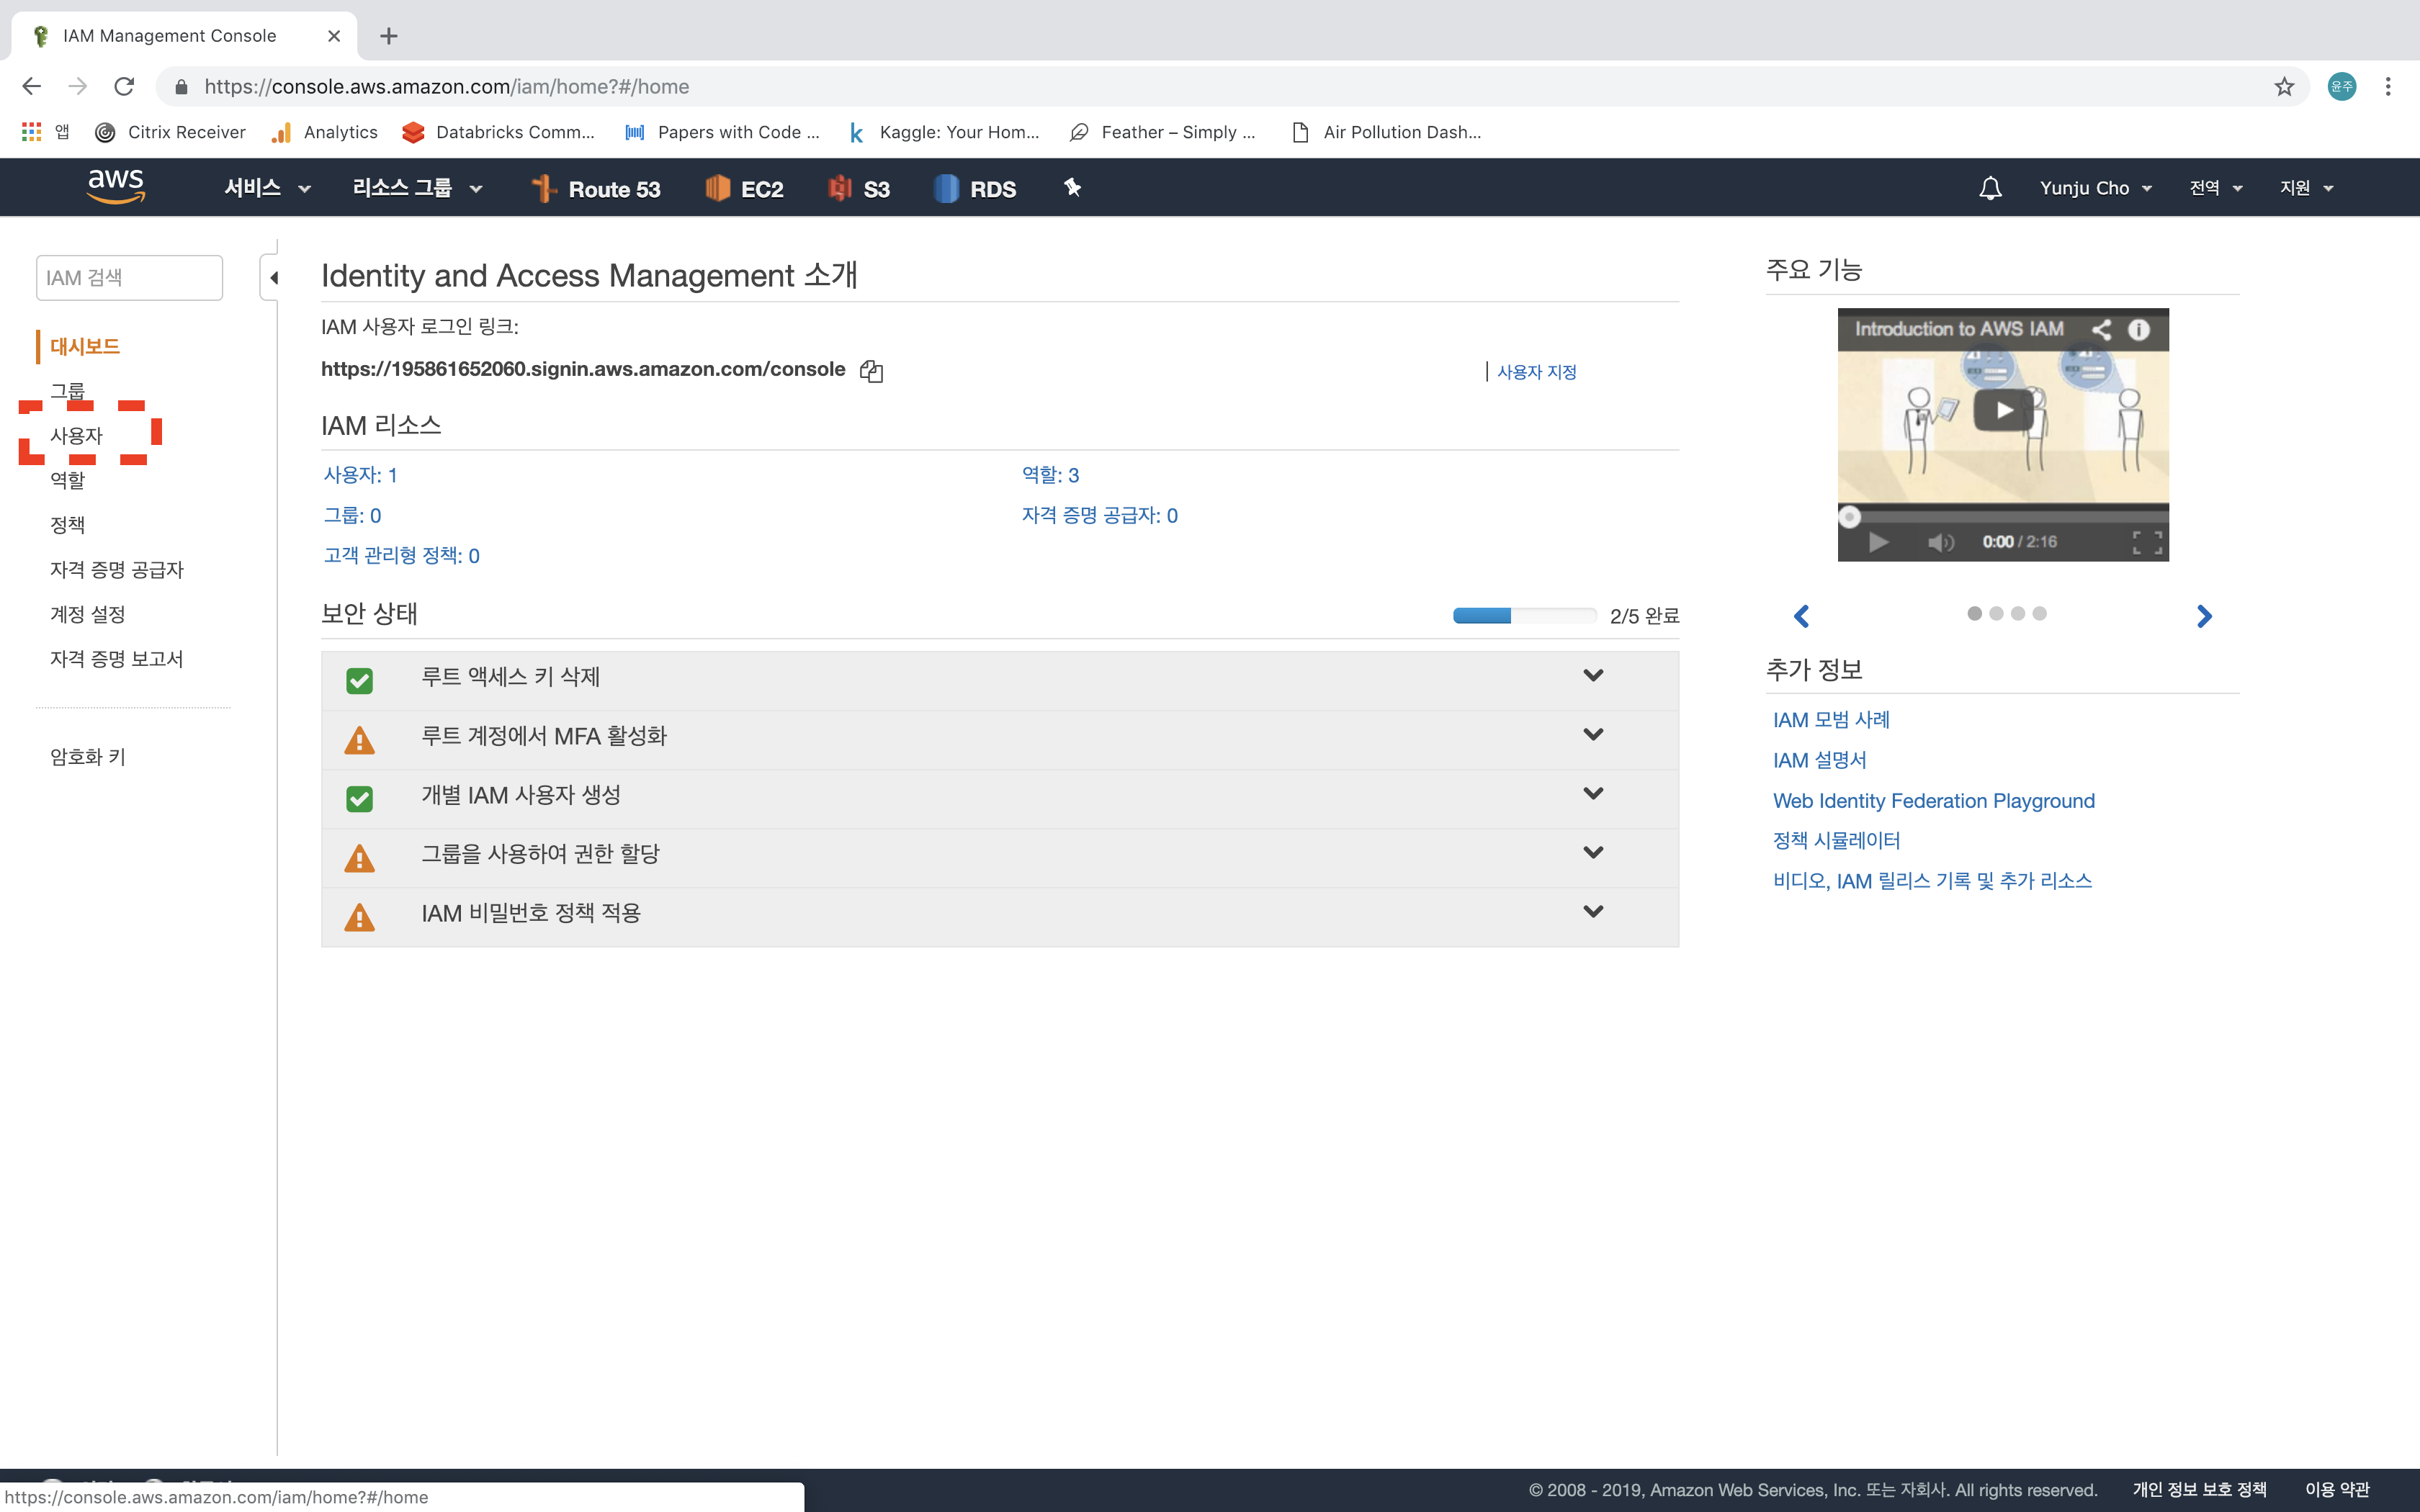 IAM Management Console
https://console.aws.amazon.com/iam/home?#/home
앱 Citrix Receiver Analytics Databricks Comm... Papers with Code ... Kaggle: Your Hom... Feather – Simply ... Air Pollution Dash...
aws 서비스 리소스 그룹 Route 53 EC2 S3 RDS Yunju Cho 전역 지원
윤주
IAM 검색
대시보드
그룹
사용자
역할
정책
자격 증명 공급자
계정 설정
자격 증명 보고서
암호화 키
Identity and Access Management 소개
IAM 사용자 로그인 링크:
https://195861652060.signin.aws.amazon.com/console
사용자 지정
IAM 리소스
사용자: 1 역할: 3
그룹: 0 자격 증명 공급자: 0
고객 관리형 정책: 0
보안 상태 2/5 완료
루트 액세스 키 삭제
루트 계정에서 MFA 활성화
개별 IAM 사용자 생성
그룹을 사용하여 권한 할당
IAM 비밀번호 정책 적용
주요 기능
Introduction to AWS IAM
0:00 / 2:16
추가 정보
IAM 모범 사례
IAM 설명서
Web Identity Federation Playground
정책 시뮬레이터
비디오, IAM 릴리스 기록 및 추가 리소스
https://console.aws.amazon.com/iam/home?#/home
© 2008 - 2019, Amazon Web Services, Inc. 또는 자회사. All rights reserved. 개인 정보 보호 정책 이용 약관